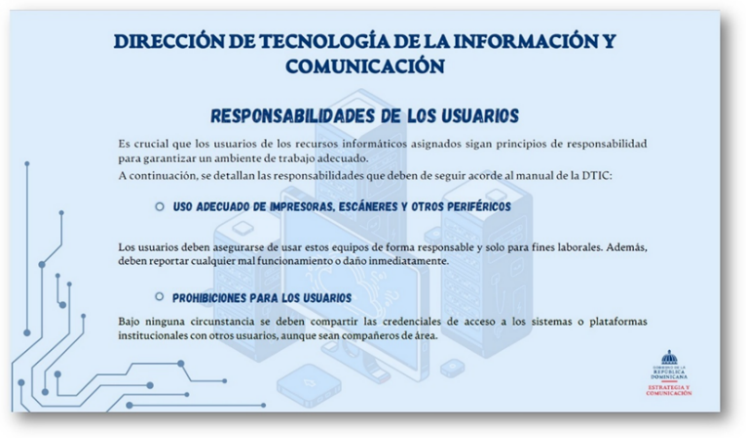 DIRECCIÓN DE TECNOLOGÍA DE LA INFORMACIÓN Y
COMUNICACIÓN
RESPONSABILIDADES DE LOS USUARIOS
Es crucial que los usuarios de los recursos informáticos asignados sigan principios de responsabilidad
para garantizar un ambiente de trabajo adecuado.
A continuación, se detallan las responsabilidades que deben de seguir acorde al manual de la DTIC:
USO ADECUADO DE IMPRESORAS, ESCÁNERES Y OTROS PERIFÉRICOS
Los usuarios deben asegurarse de usar estos equipos de forma responsable y solo para fines laborales. Además,
deben reportar cualquier mal funcionamiento o daño inmediatamente.
PROHIBICIONES PARA LOS USUARIOS
Bajo ninguna circunstancia se deben compartir las credenciales de acceso a los sistemas o plataformas
institucionales con otros usuarios, aunque sean compañeros de área.
GOBIERNO DE LA
REPÚBLICA
DOMINICANA
ESTRATEGIA Y
COMUNICACIÓN